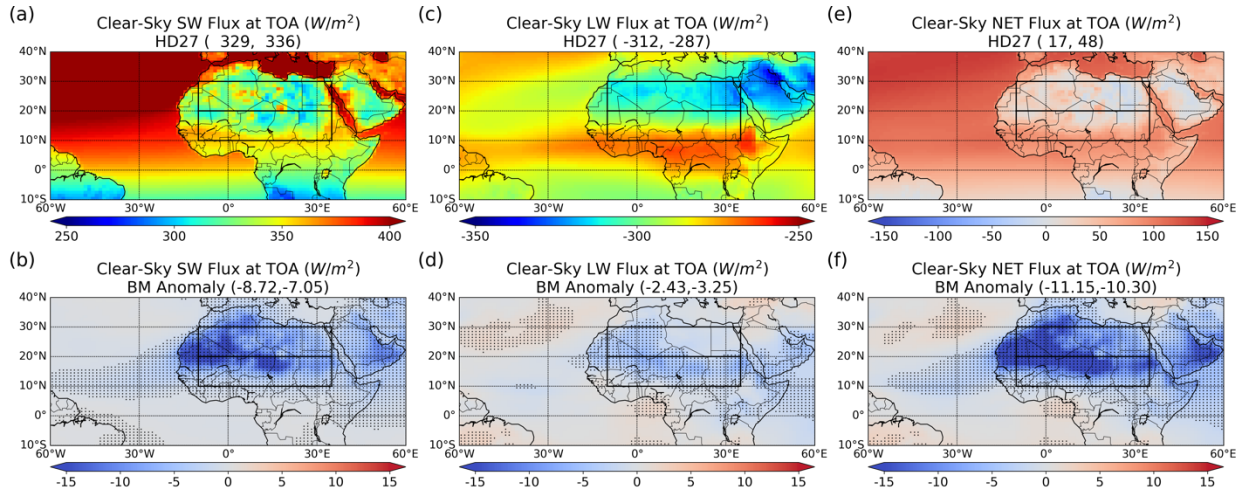 (a)
Clear-Sky SW Flux at TOA (W/m²)
HD27 ( 329, 336)
40°N
30°N
20°N
10°N
0°
10°S
60°W 30°W 0° 30°E 60°E
250 300 350 400
(c)
Clear-Sky LW Flux at TOA (W/m²)
HD27 ( -312, -287)
40°N
30°N
20°N
10°N
0°
10°S
60°W 30°W 0° 30°E 60°E
-350 -300 -250
(e)
Clear-Sky NET Flux at TOA (W/m²)
HD27 ( 17, 48)
40°N
30°N
20°N
10°N
0°
10°S
60°W 30°W 0° 30°E 60°E
-150 -100 -50 0 50 100 150
(b)
Clear-Sky SW Flux at TOA (W/m²)
BM Anomaly (-8.72,-7.05)
40°N
30°N
20°N
10°N
0°
10°S
60°W 30°W 0° 30°E 60°E
-15 -10 -5 0 5 10 15
(d)
Clear-Sky LW Flux at TOA (W/m²)
BM Anomaly (-2.43,-3.25)
40°N
30°N
20°N
10°N
0°
10°S
60°W 30°W 0° 30°E 60°E
-15 -10 -5 0 5 10 15
(f)
Clear-Sky NET Flux at TOA (W/m²)
BM Anomaly (-11.15,-10.30)
40°N
30°N
20°N
10°N
0°
10°S
60°W 30°W 0° 30°E 60°E
-15 -10 -5 0 5 10 15